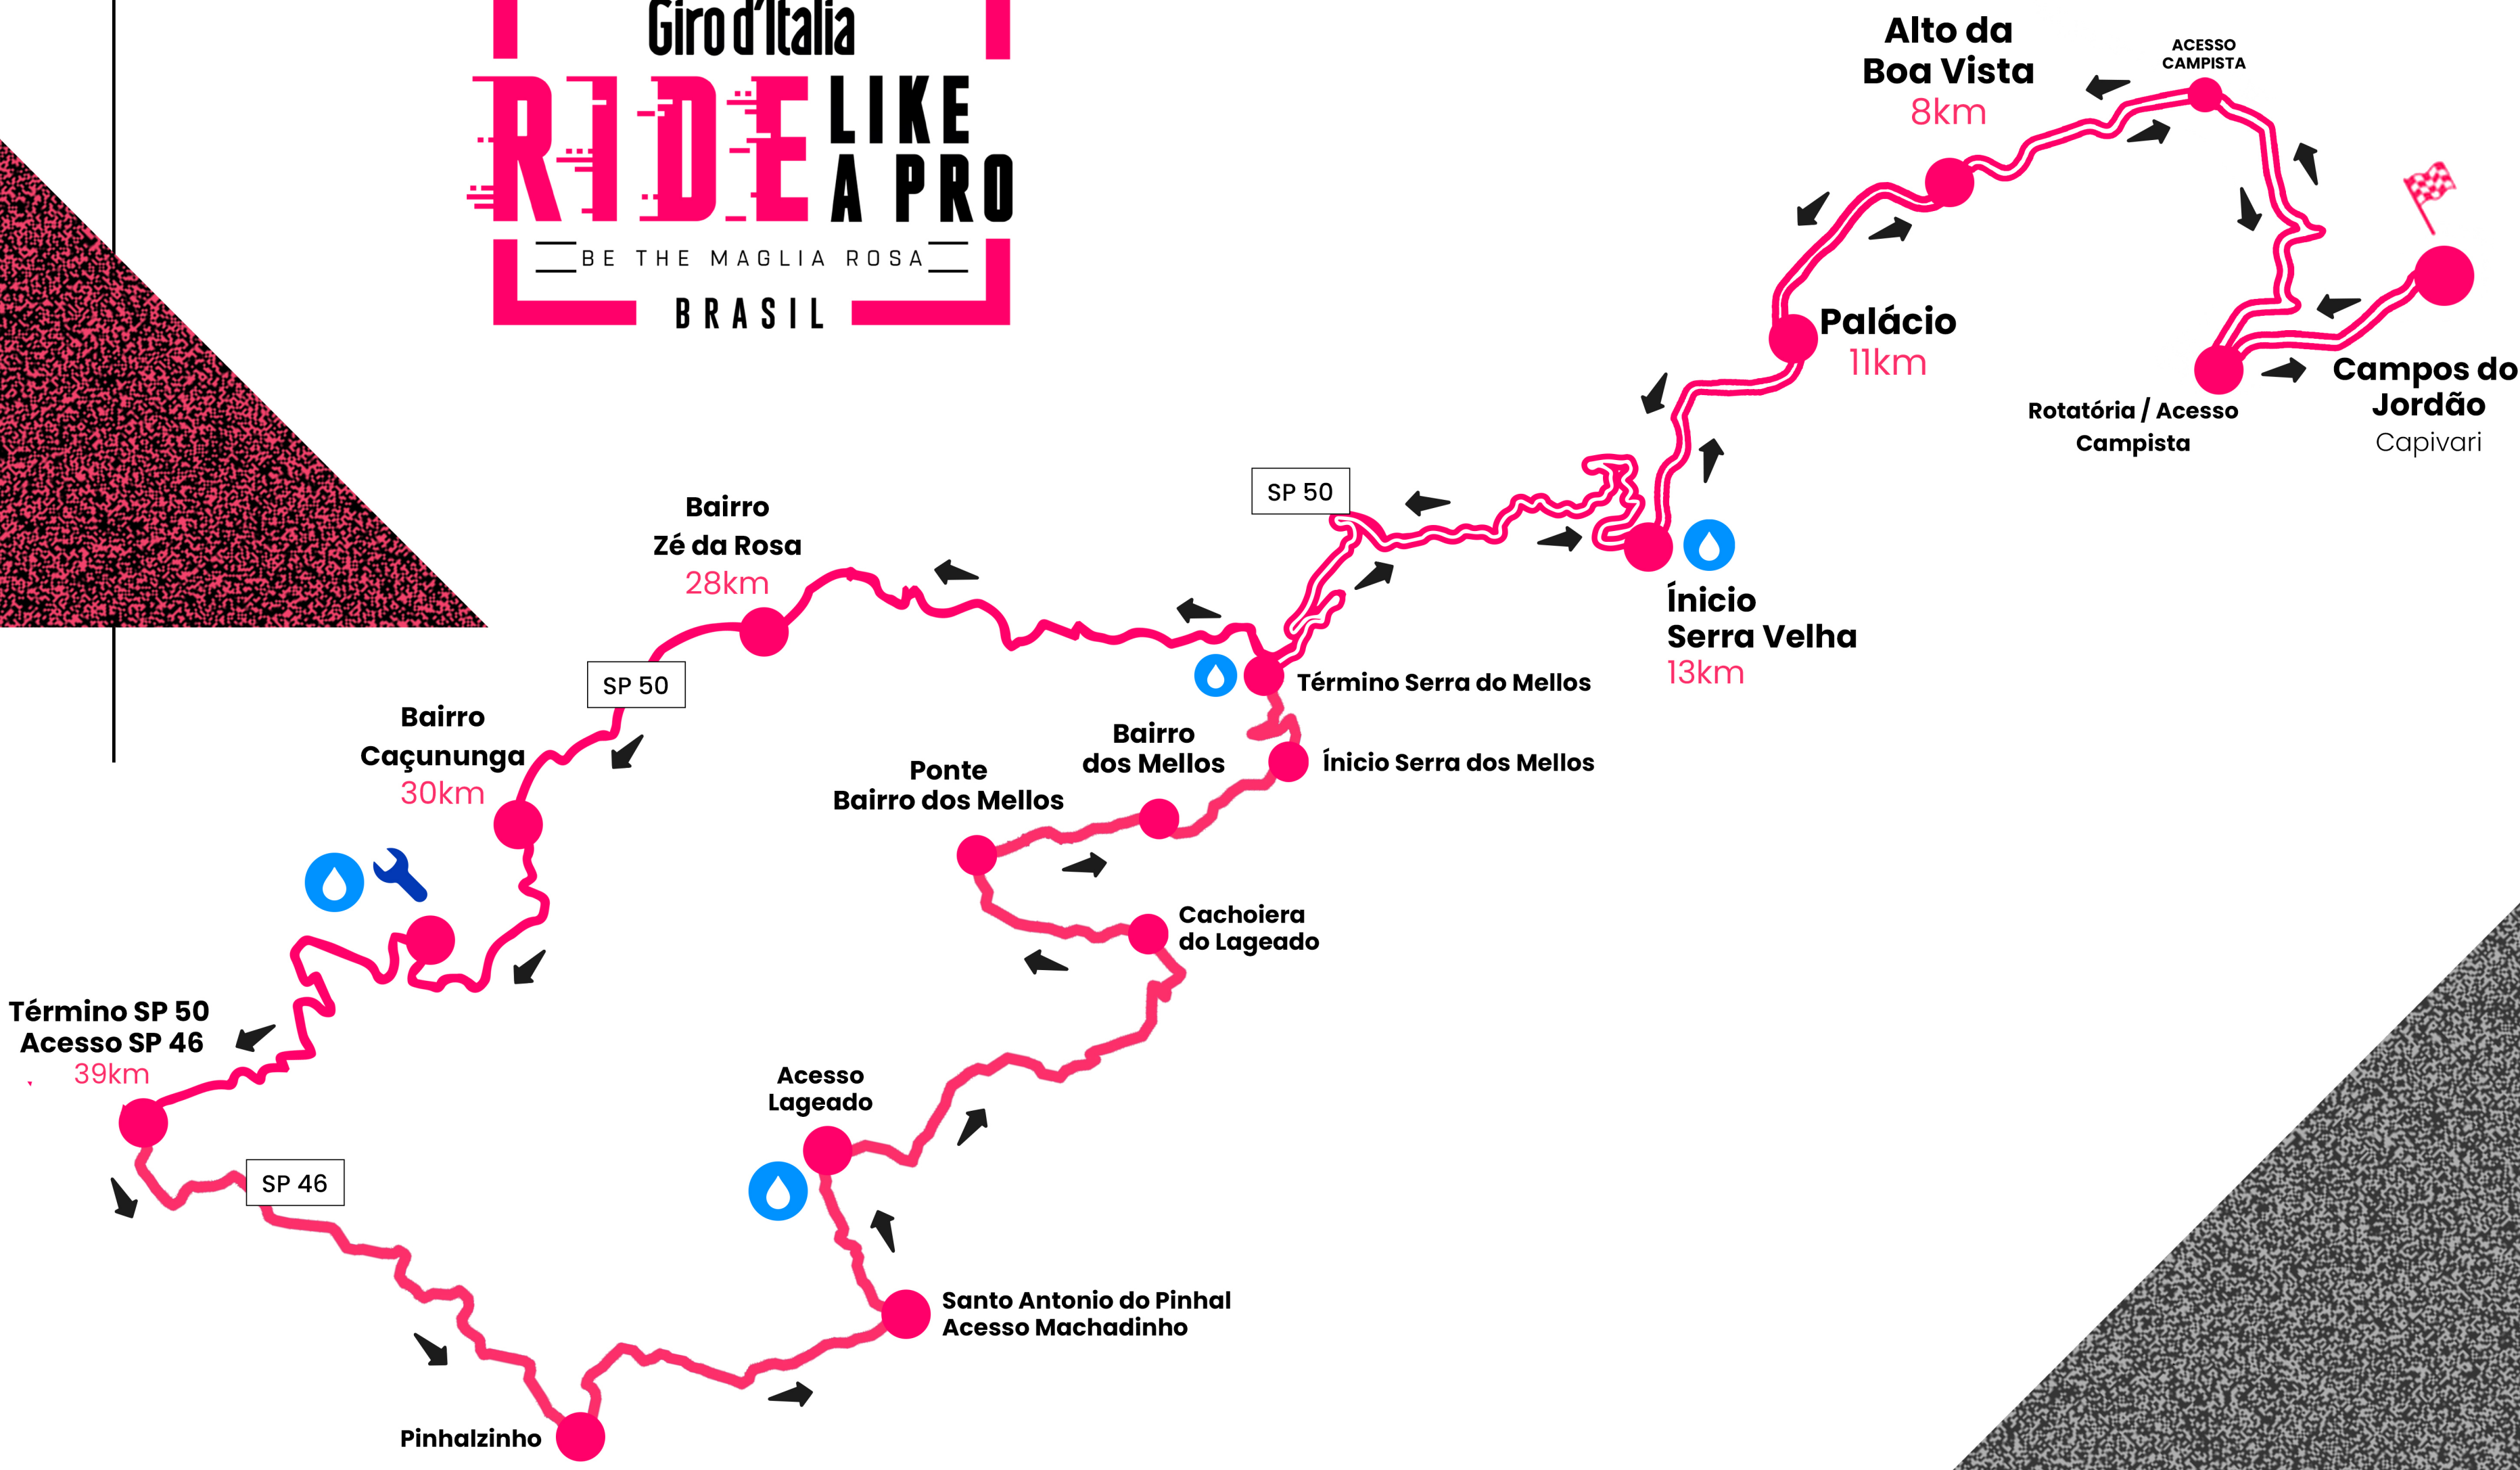 Giro d'Italia
RIDE LIKE
A PRO
BE THE MAGLIA ROSA
BRASIL
Alto da
Boa Vista
8km
ACESSO
CAMPISTA
Palácio
11km
Campos do
Jordão
Capivari
Rotatória / Acesso
Campista
SP 50
Ínicio
Serra Velha
13km
Bairro
Zé da Rosa
28km
SP 50
Término Serra do Mellos
Bairro
Caçununga
30km
Bairro
dos Mellos
Ínicio Serra dos Mellos
Ponte
Bairro dos Mellos
Cachoiera
do Lageado
Término SP 50
Acesso SP 46
39km
Acesso
Lageado
SP 46
Santo Antonio do Pinhal
Acesso Machadinho
Pinhalzinho